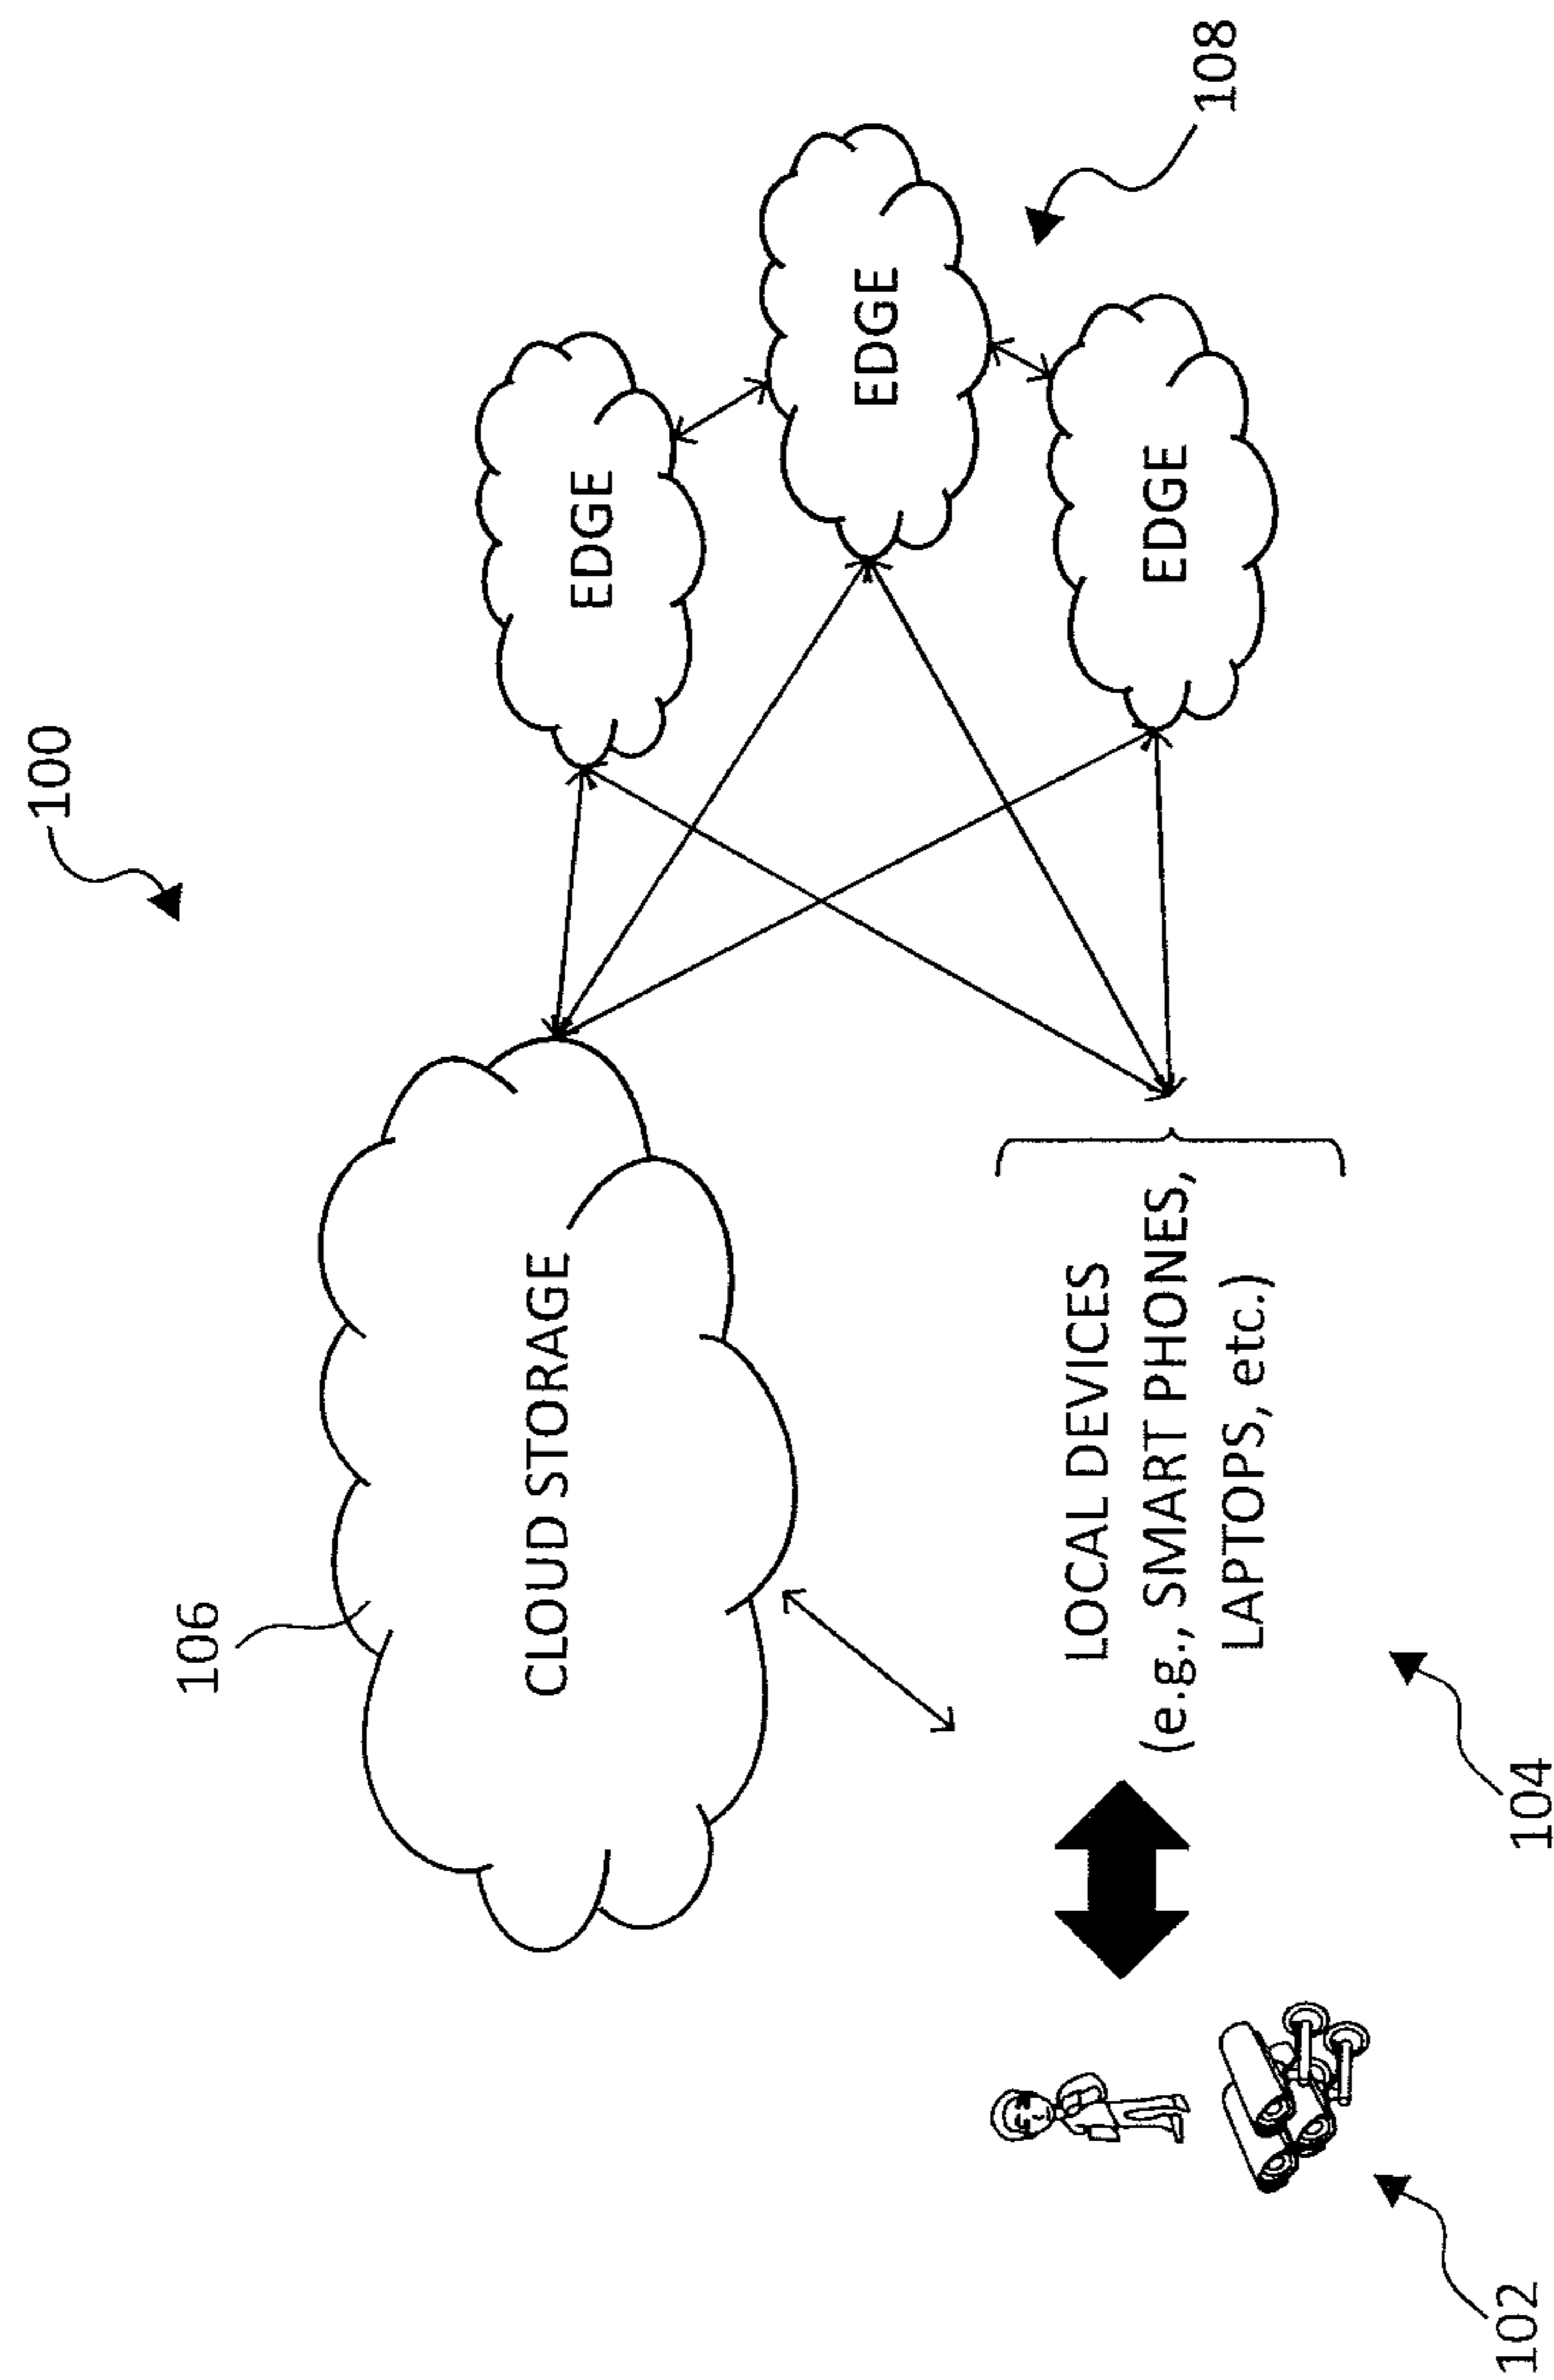 100
106
CLOUD STORAGE
EDGE
EDGE
EDGE
108
LOCAL DEVICES
(e.g., SMART PHONES,
LAPTOPS, etc.)
102
104